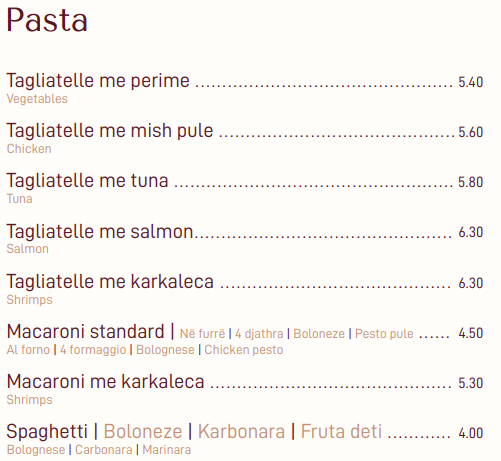 Pasta
Tagliatelle me perime ................................................ 5.40
Vegetables
Tagliatelle me mish pule ............................................ 5.60
Chicken
Tagliatelle me tuna .................................................... 5.80
Tuna
Tagliatelle me salmon................................................ 6.30
Salmon
Tagliatelle me karkaleca ............................................ 6.30
Shrimps
Macaroni standard | Në furrë | 4 djathra | Boloneze | Pesto pule ...... 4.50
Al forno | 4 formaggio | Bolognese | Chicken pesto
Macaroni me karkaleca .............................................. 5.30
Shrimps
Spaghetti | Boloneze | Karbonara | Fruta deti ............ 4.00
Bolognese | Carbonara | Marinara